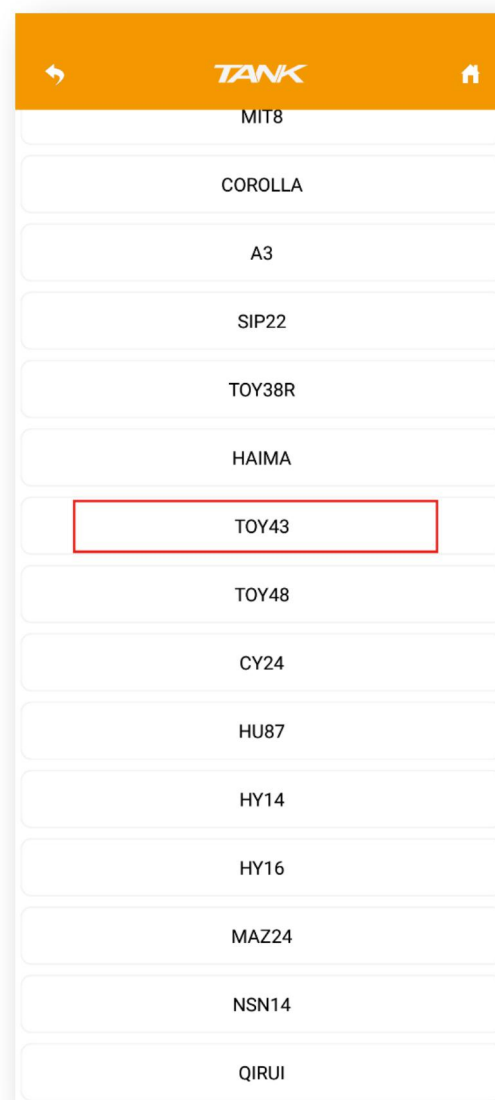 TANK
MIT8
COROLLA
A3
SIP22
TOY38R
HAIMA
TOY43
TOY48
CY24
HU87
HY14
HY16
MAZ24
NSN14
QIRUI